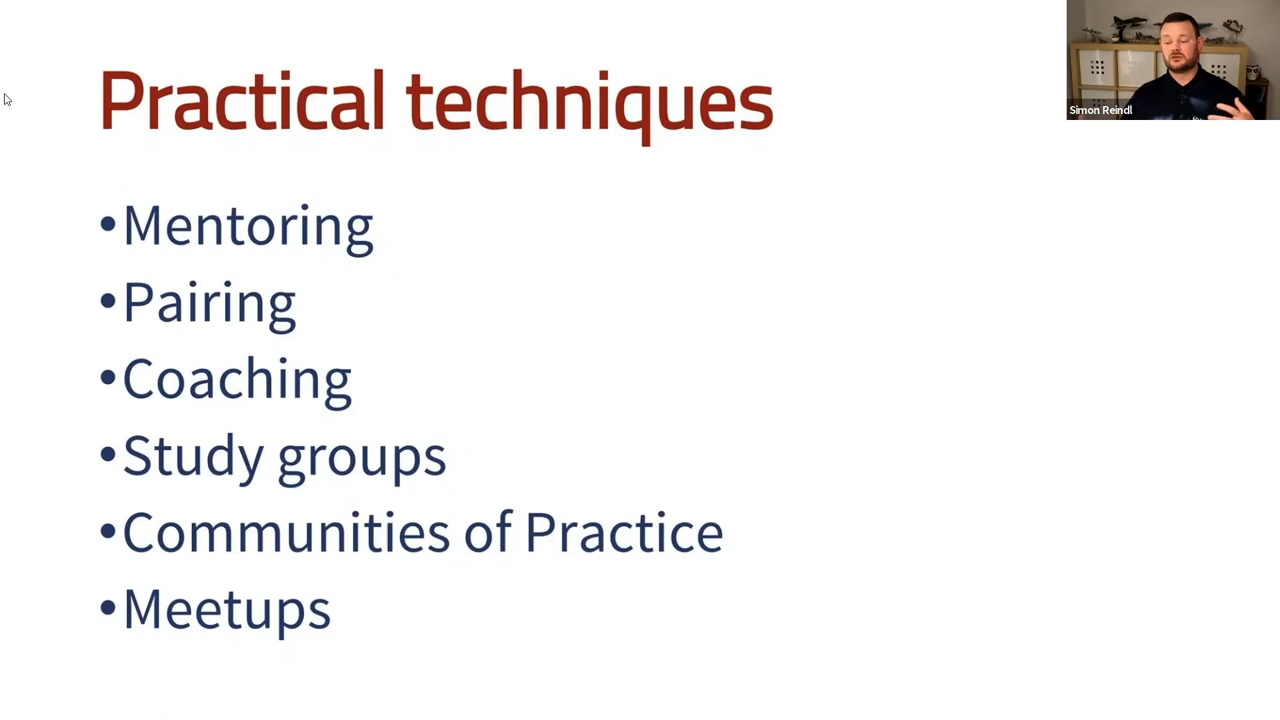 Practical techniques
Simon Reindl
•Mentoring
•Pairing
•Coaching
•Study groups
•Communities of Practice
•Meetups